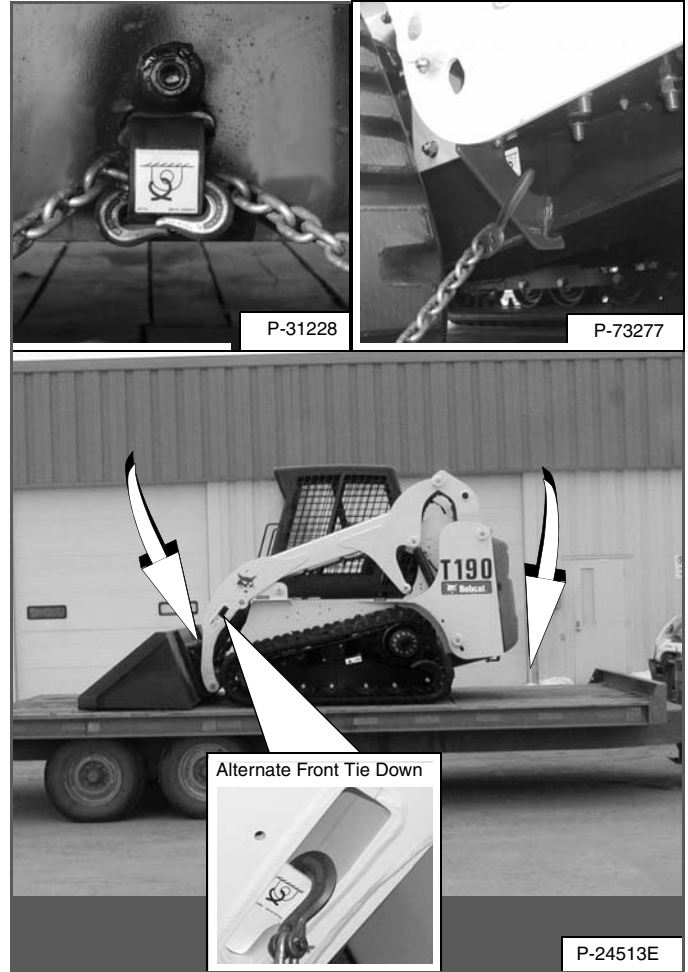 P-31228
P-73277
T190
Bobcat
Alternate Front Tie Down
P-24513E